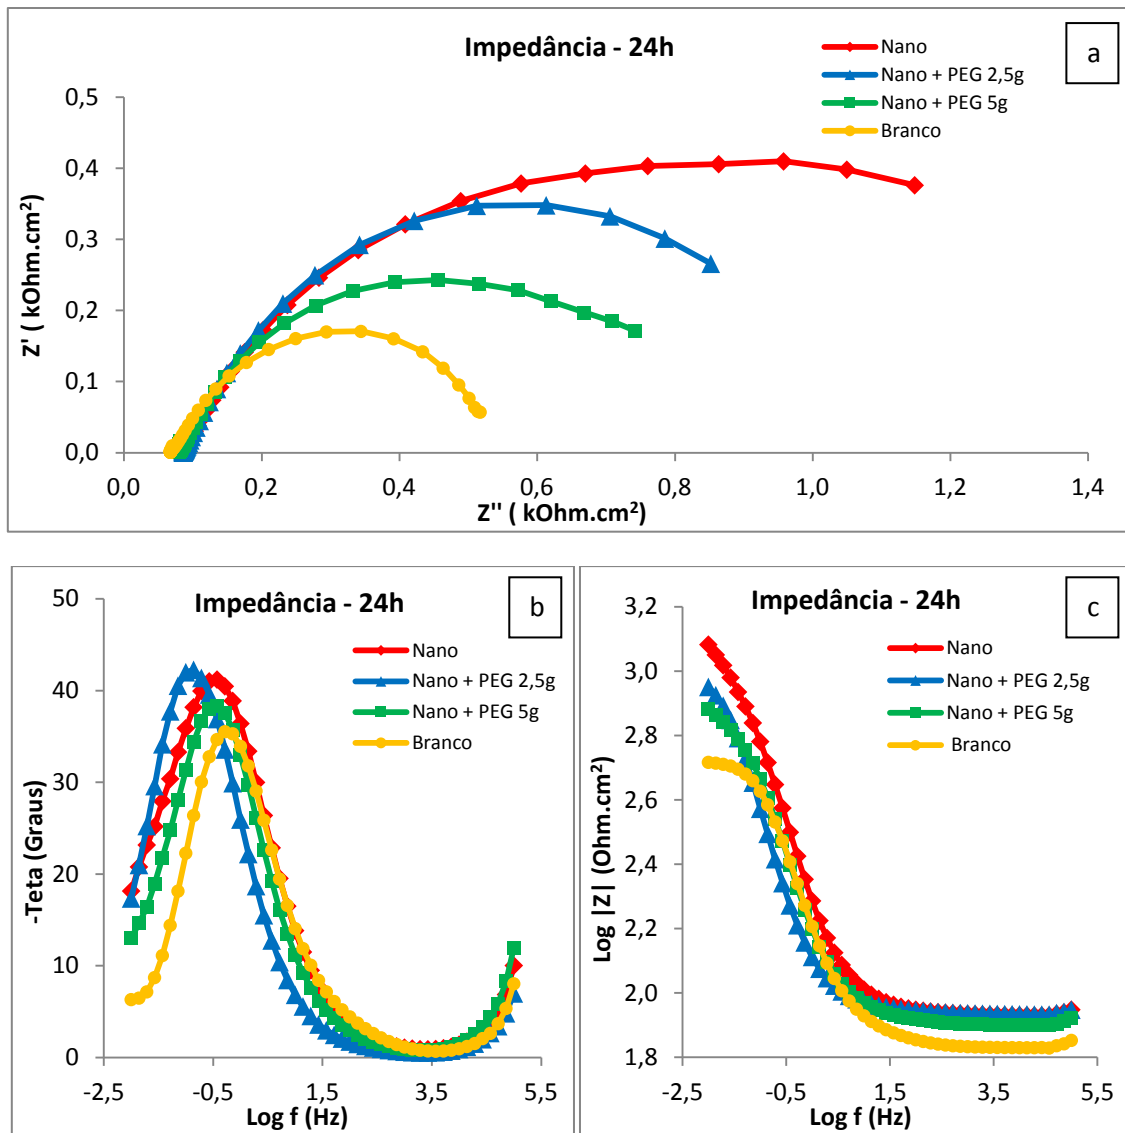 Impedância - 24h
a
Nano
Nano + PEG 2,5g
Nano + PEG 5g
Branco
Z' ( kOhm.cm²)
0,5
0,4
0,3
0,2
0,1
0,0
0,0 0,2 0,4 0,6 0,8 1,0 1,2 1,4
Z'' ( kOhm.cm²)
Impedância - 24h
b
Nano
Nano + PEG 2,5g
Nano + PEG 5g
Branco
-Teta (Graus)
50
40
30
20
10
0
-2,5 -0,5 1,5 3,5 5,5
Log f (Hz)
Impedância - 24h
c
Nano
Nano + PEG 2,5g
Nano + PEG 5g
Branco
Log |Z| (Ohm.cm²)
3,2
3,0
2,8
2,6
2,4
2,2
2,0
1,8
-2,5 -0,5 1,5 3,5 5,5
Log f (Hz)